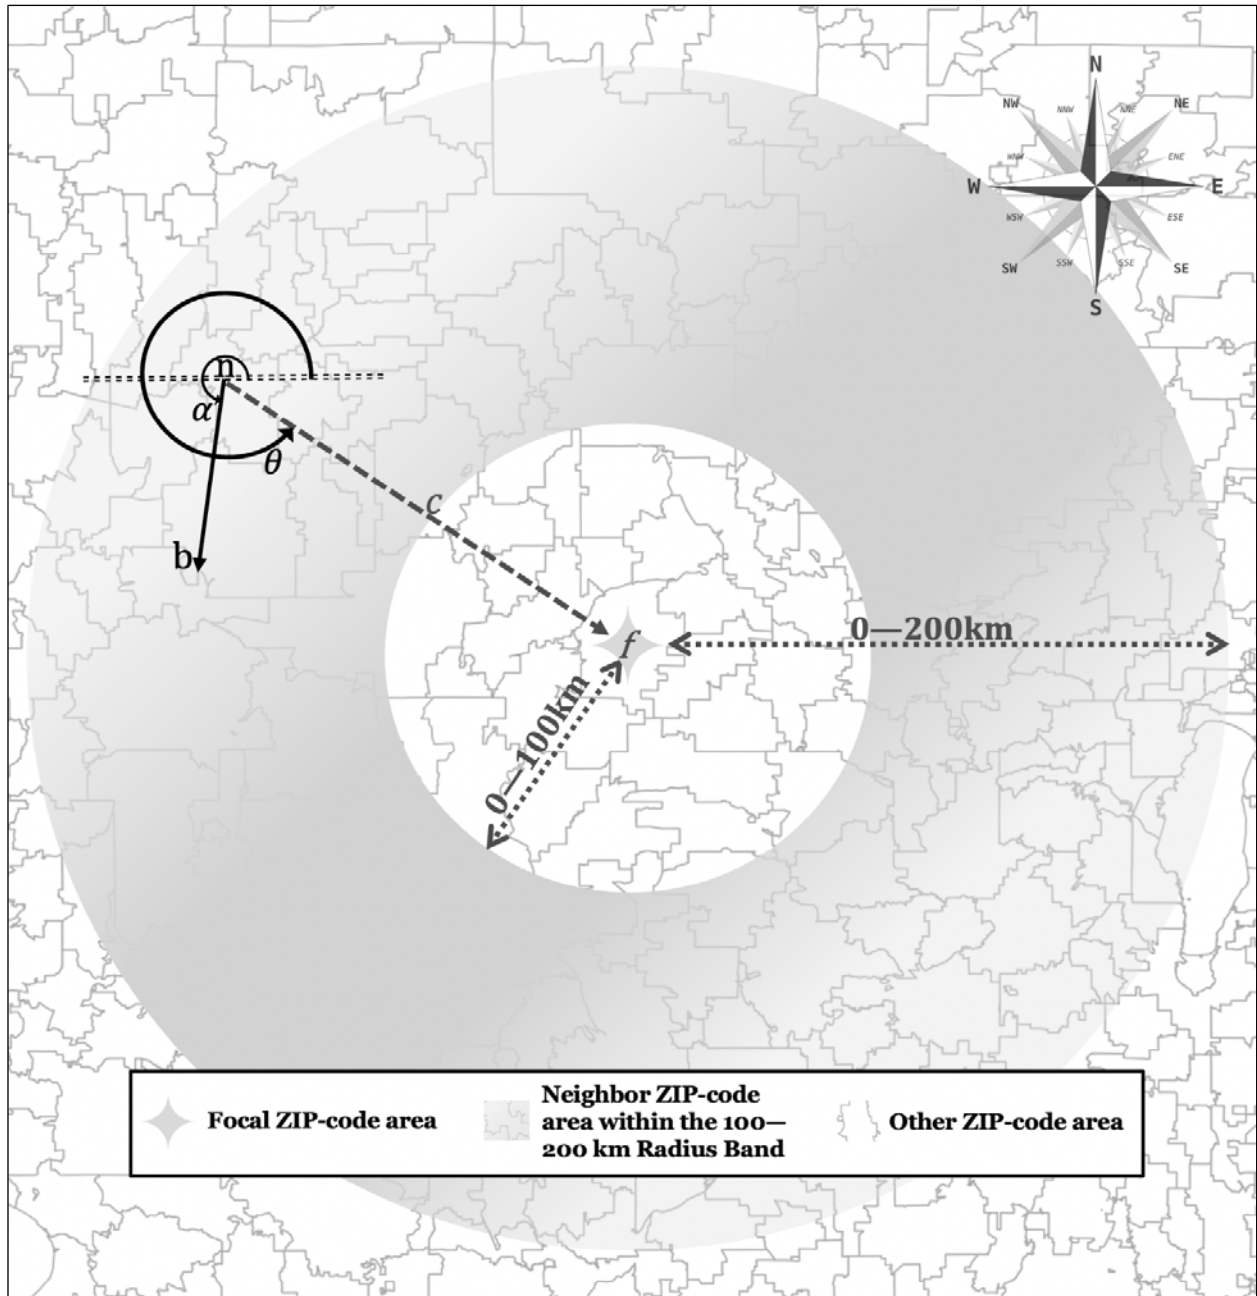 N
NW
NNW
NNE
NE
WNW
ENE
W
E
WSW
ESE
SW
SSW
SSE
SE
S
n
α
θ
c
b
f
0—200km
0—100km
Focal ZIP-code area
Neighbor ZIP-code
area within the 100—
200 km Radius Band
Other ZIP-code area